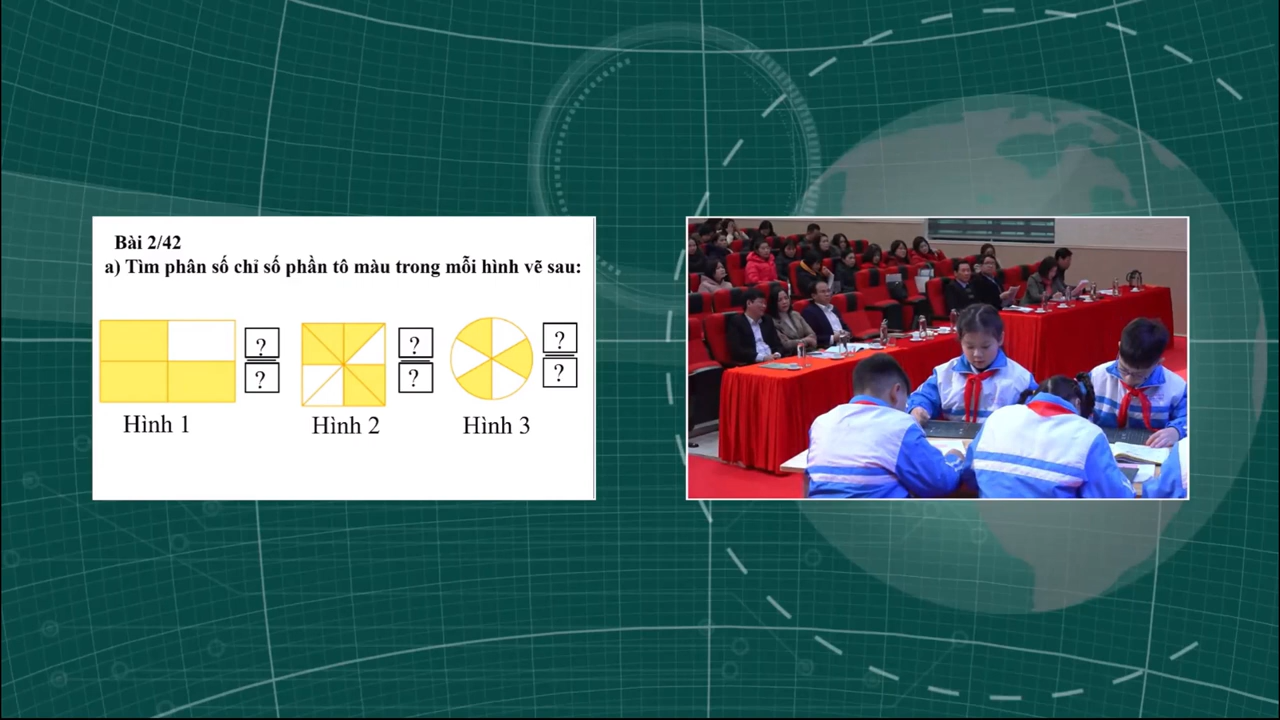 Bài 2/42
a) Tìm phân số chỉ số phần tô màu trong mỗi hình vẽ sau:
? ? ?
? ? ?
Hình 1 Hình 2 Hình 3